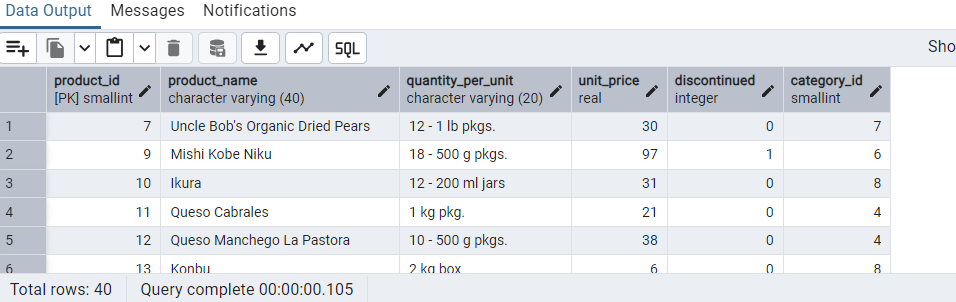 Data Output Messages Notifications
SQL
Sho
product_id product_name quantity_per_unit unit_price discontinued category_id
[PK] smallint character varying (40) character varying (20) real integer smallint
1 7 Uncle Bob's Organic Dried Pears 12 - 1 lb pkgs. 30 0 7
2 9 Mishi Kobe Niku 18 - 500 g pkgs. 97 1 6
3 10 Ikura 12 - 200 ml jars 31 0 8
4 11 Queso Cabrales 1 kg pkg. 21 0 4
5 12 Queso Manchego La Pastora 10 - 500 g pkgs. 38 0 4
6 13 Konbu 2 kg box 6 0 8
Total rows: 40 Query complete 00:00:00.105